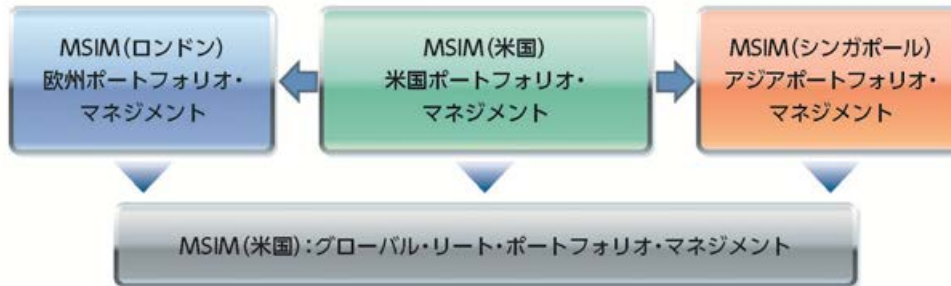 MSIM(ロンドン)
欧州ポートフォリオ・
マネジメント
MSIM(米国)
米国ポートフォリオ・
マネジメント
MSIM(シンガポール)
アジアポートフォリオ・
マネジメント
MSIM(米国):グローバル・リート・ポートフォリオ・マネジメント